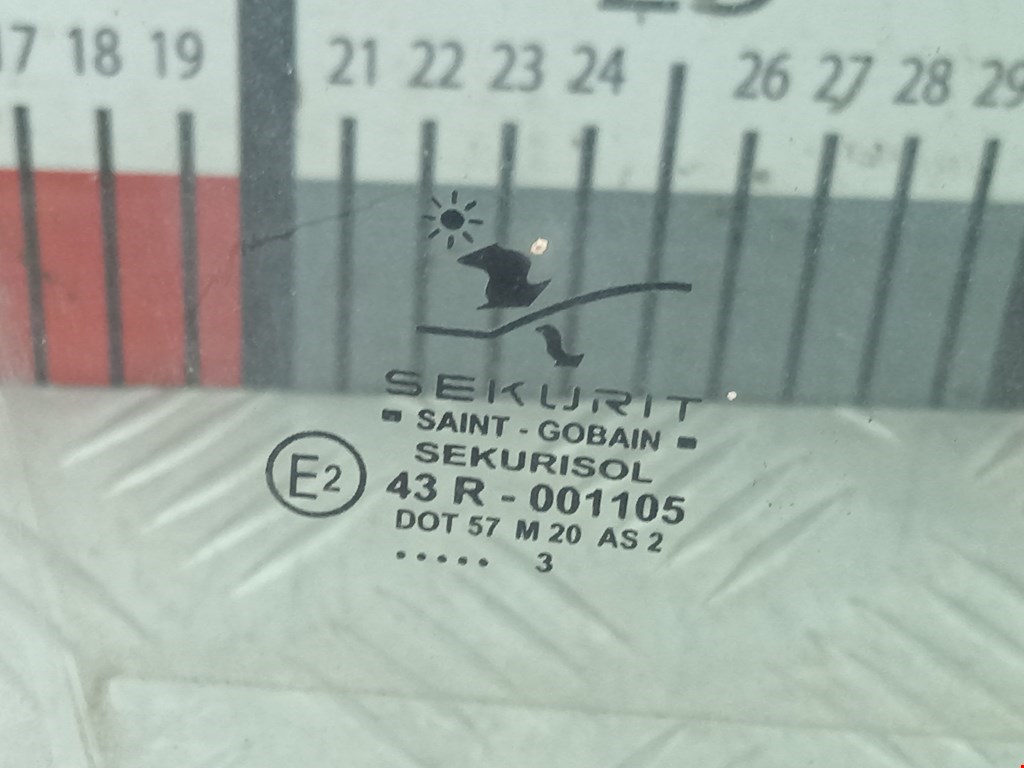 17 18 19 21 22 23 24 26 27 28 29
SEKURIT
SAINT - GOBAIN
SEKURISOL
E2
43 R - 001105
DOT 57 M 20 AS 2
..... 3